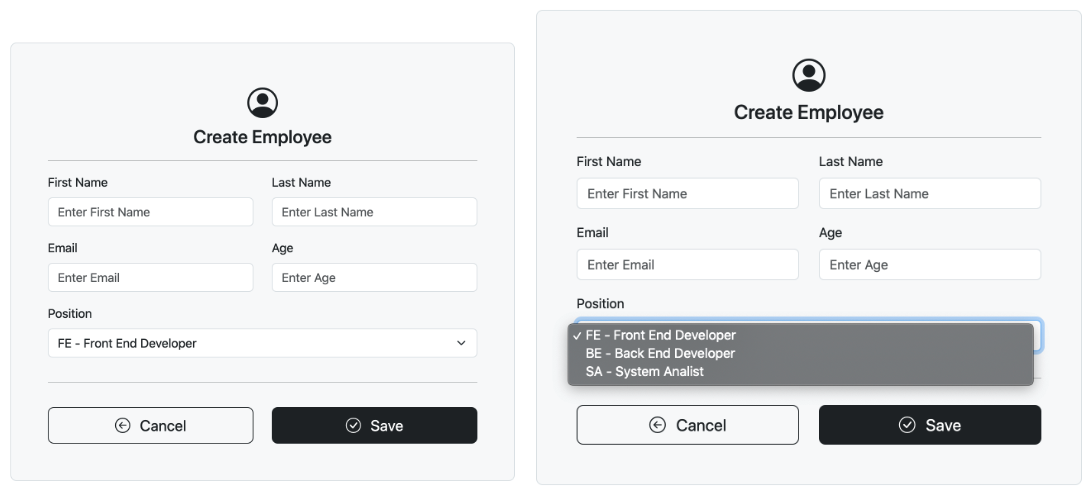 Create Employee
First Name
Last Name
Enter First Name
Enter Last Name
Email
Age
Enter Email
Enter Age
Position
FE - Front End Developer
Cancel
Save
Create Employee
First Name
Last Name
Enter First Name
Enter Last Name
Email
Age
Enter Email
Enter Age
Position
FE - Front End Developer
BE - Back End Developer
SA - System Analist
Cancel
Save